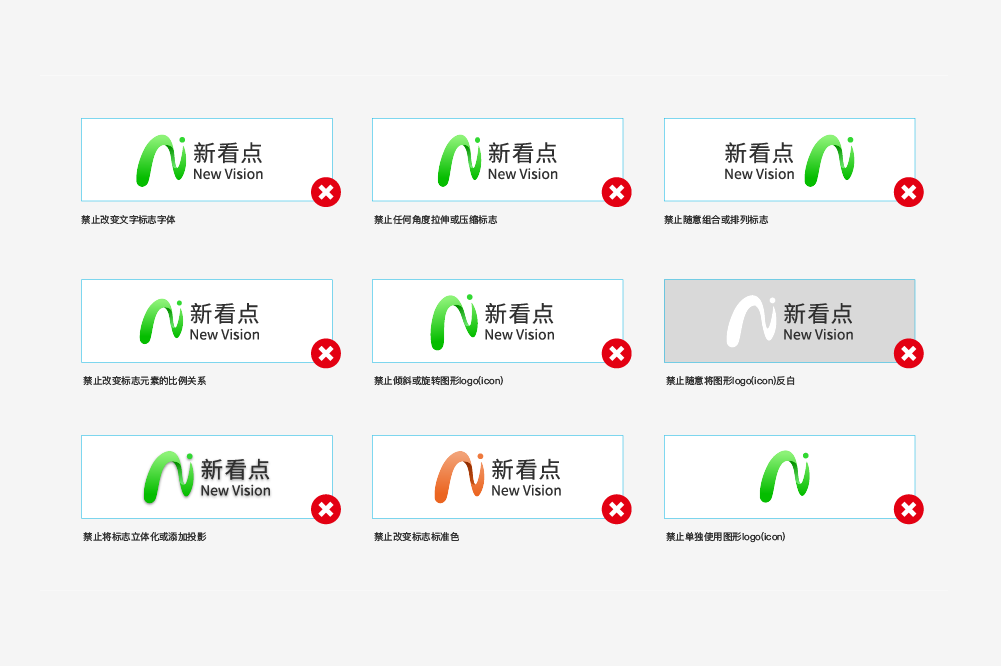 新看点
New Vision
新看点
New Vision
新看点
New Vision
禁止改变文字标志字体
禁止任何角度拉伸或压缩标志
禁止随意组合或排列标志
新看点
New Vision
新看点
New Vision
新看点
New Vision
禁止改变标志元素的比例关系
禁止倾斜或旋转图形logo(icon)
禁止随意将图形logo(icon)反白
新看点
New Vision
新看点
New Vision
禁止将标志立体化或添加投影
禁止改变标志标准色
禁止单独使用图形logo(icon)